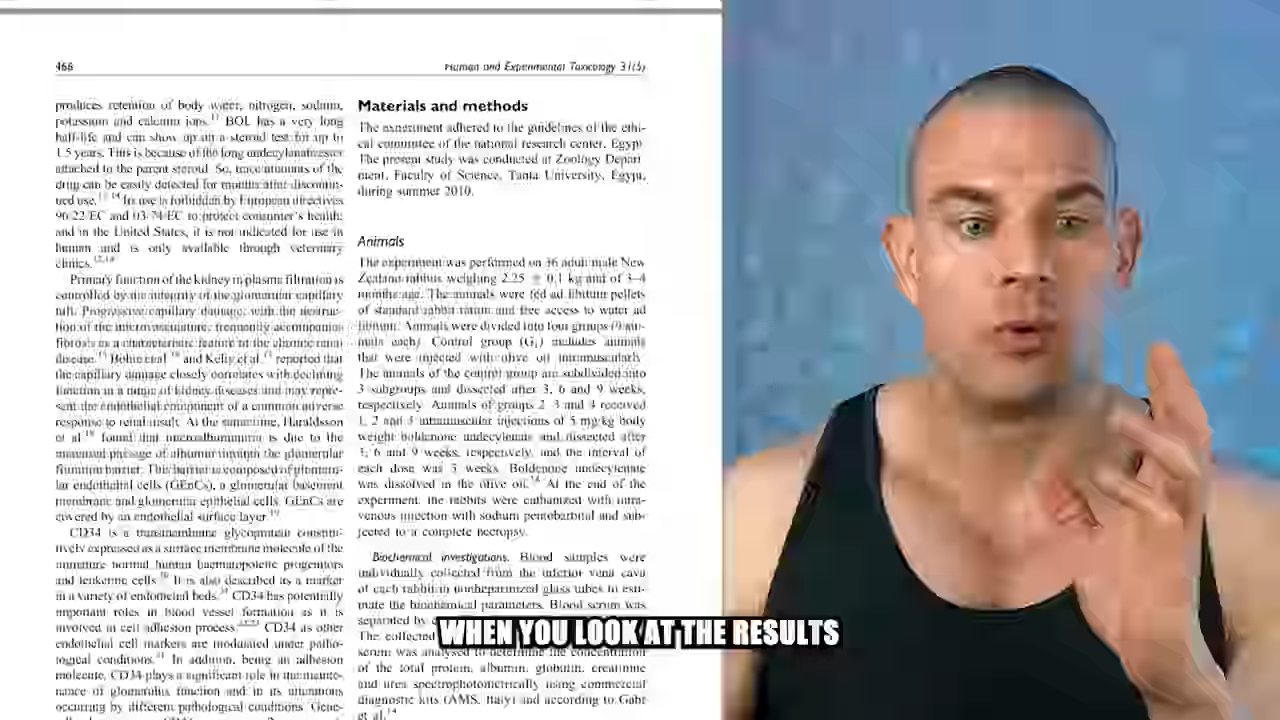 466
Human and Experimental Toxicology 31(5)
produces retention of body water, nitrogen, sodium,
potassium and calcium ions. BOL has a very long
half-life and can show up on a steroid test for up to
1.5 years. This is because of the long undecylanate ester
attached to the parent steroid. So, trace amounts of the
drug can be easily detected for months after discontin-
ued use. Its use is forbidden by European directives
96/22/EC and 03/74/EC to protect consumer's health;
and in the United States, it is not indicated for use in
human and is only available through veterinary
clinics.
Primary function of the kidney in plasma filtration is
controlled by the integrity of the glomerular capillary
tuft. Progressive capillary damage, with the destruc-
tion of the microvasculature, frequently accompanies
fibrosis as a characteristic feature of the chronic renal
disease. and Kelly et al. reported that
the capillary damage closely correlates with declining
function in a range of kidney diseases and may repre-
sent the endothelial component of a common adverse
response to renal insult. At the same time, Haraldsson
et al. found that microalbuminuria is due to the
passage of albumin through the glomerular
filtration barrier. This barrier is composed of glomeru-
lar endothelial cells (GEnCs), a glomerular basement
membrane and glomerular epithelial cells. GEnCs are
covered by an endothelial surface layer.
CD34 is a transmembrane glycoprotein constitu-
tively expressed as a surface membrane molecule of the
immature normal human haematopoietic progenitors
and leukemic cells. It is also described as a marker
in a variety of endothelial beds. CD34 has potentially
important roles in blood vessel formation as it is
involved in cell adhesion process. CD34 as other
endothelial cell markers are modulated under patho-
logical conditions. In addition, being an adhesion
molecule, CD34 plays a significant role in the mainte-
nance of glomerulus function and in its
occurring by different pathological conditions. Gene-
Materials and methods
The experiment adhered to the guidelines of the ethi-
cal committee of the national research center, Egypt.
The present study was conducted at Zoology Depart-
ment, Faculty of Science, Tanta University, Egypt,
during summer 2010.
Animals
The experiment was performed on 36 adult male New
Zealand rabbits weighing 2.25 ± 0.1 kg and of 3–4
months age. The animals were fed ad libitum pellets
of standard rabbit ration and free access to water ad
libitum. Animals were divided into four groups (9 ani-
mals each). Control group (G1) includes animals
that were injected with olive oil intramuscularly.
The animals of the control group are subdivided into
3 subgroups and dissected after 3, 6 and 9 weeks,
respectively. Animals of groups 2, 3 and 4 received
1, 2 and 3 intramuscular injections of 5 mg/kg body
weight boldenone undecylenate and dissected after
3, 6 and 9 weeks, respectively, and the interval of
each dose was 3 weeks. Boldenone undecylenate
was dissolved in the olive oil. At the end of the
experiment, the rabbits were euthanized with intra-
venous injection with sodium pentobarbital and sub-
jected to a complete necropsy.
Biochemical investigations. Blood samples were
individually collected from the inferior vena cava
of each rabbit in nonheparinized glass tubes to esti-
mate the biochemical parameters. Blood serum was
separated by
The collected
serum was analysed to determine the concentration
of the total protein, albumin, globulin, creatinine
and urea spectrophotometrically using commercial
diagnostic kits (AMS, Italy) and according to Gabr
et al.
WHEN YOU LOOK AT THE RESULTS